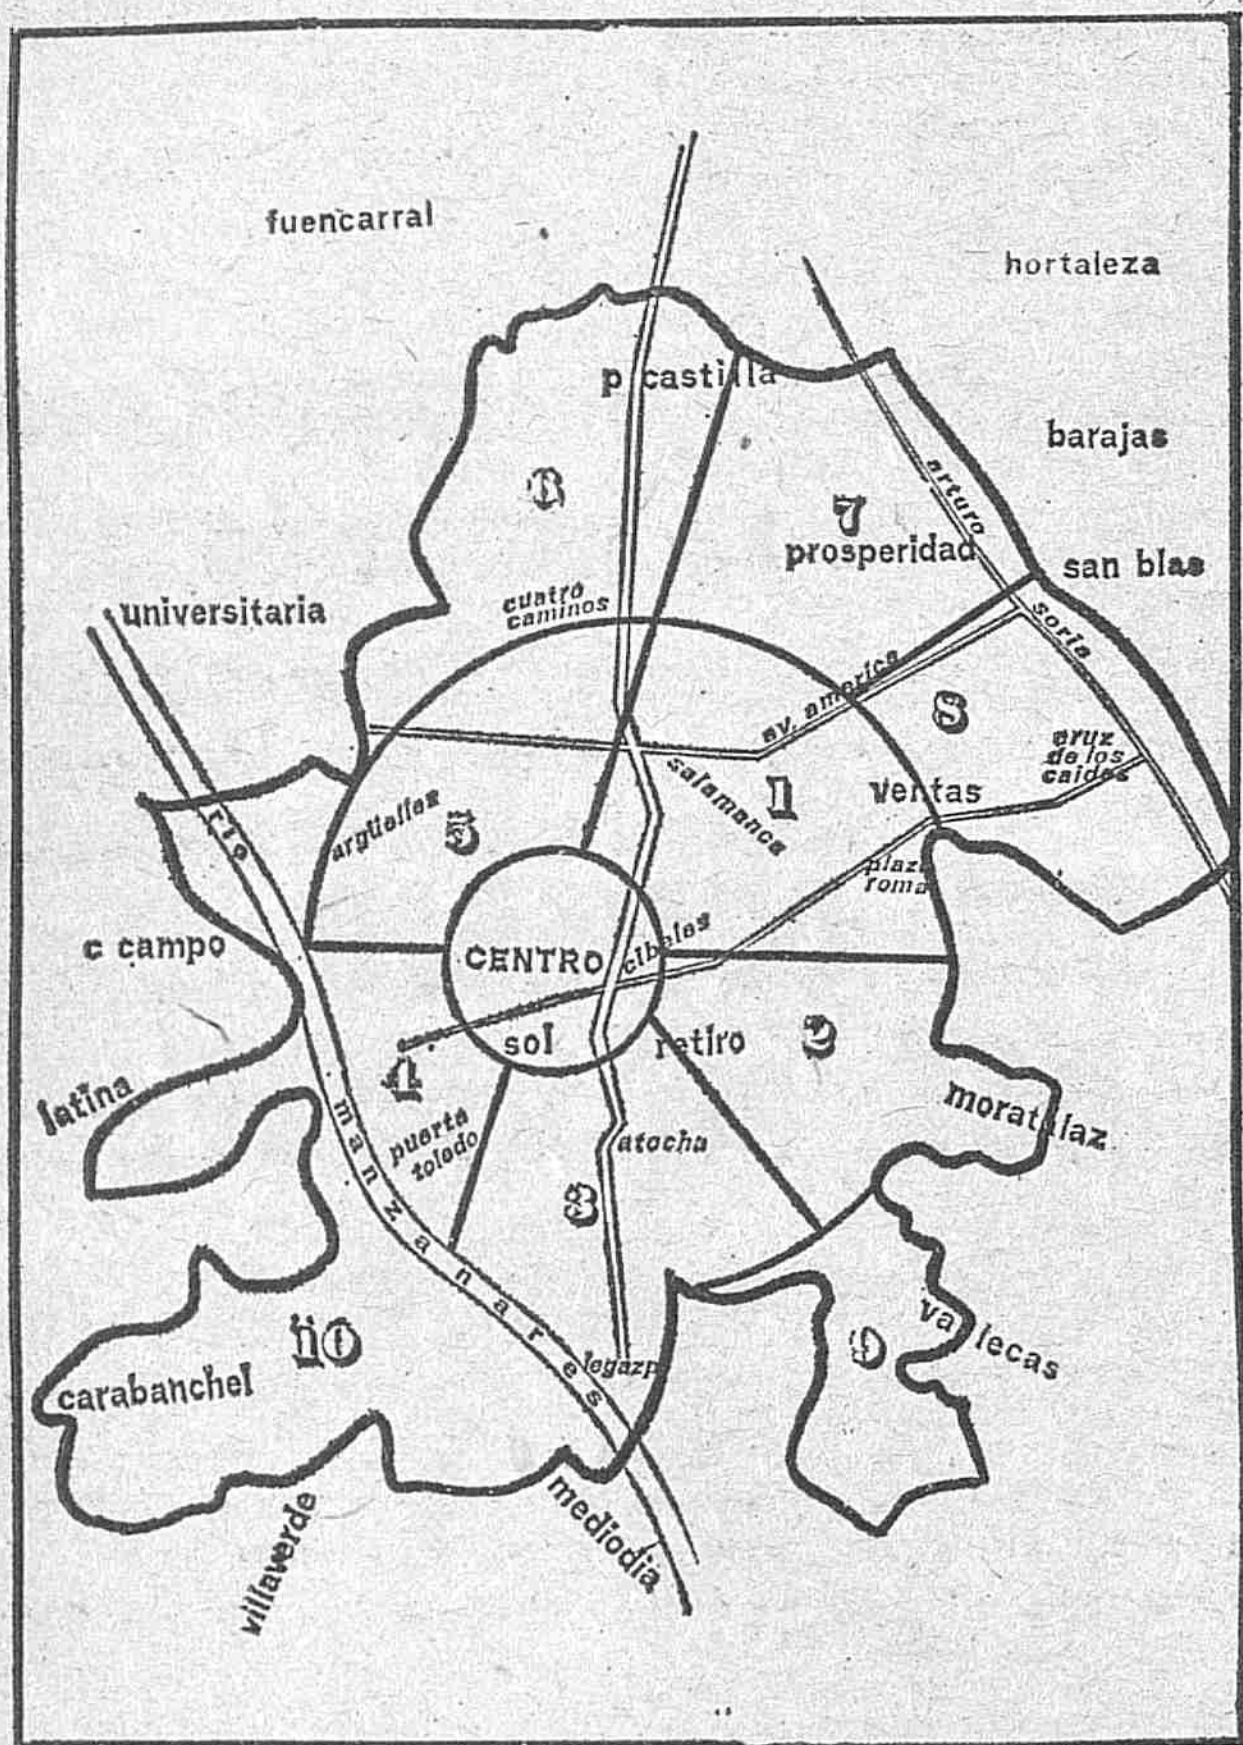 fuencarral
hortaleza
p castilla
barajas
6
arturo
7
prosperidad
san blas
universitaria
cuatro
caminos
soria
av. america
8
salamanca
cruz
de los
caidos
1
ventas
rio
argüelles
5
plaza
roma
c campo
CENTRO
cibeles
sol
retiro
2
4
latina
manzanares
puerta
toledo
moratalaz
atocha
3
vallecas
10
9
legazpi
carabanchel
mediodia
villaverde